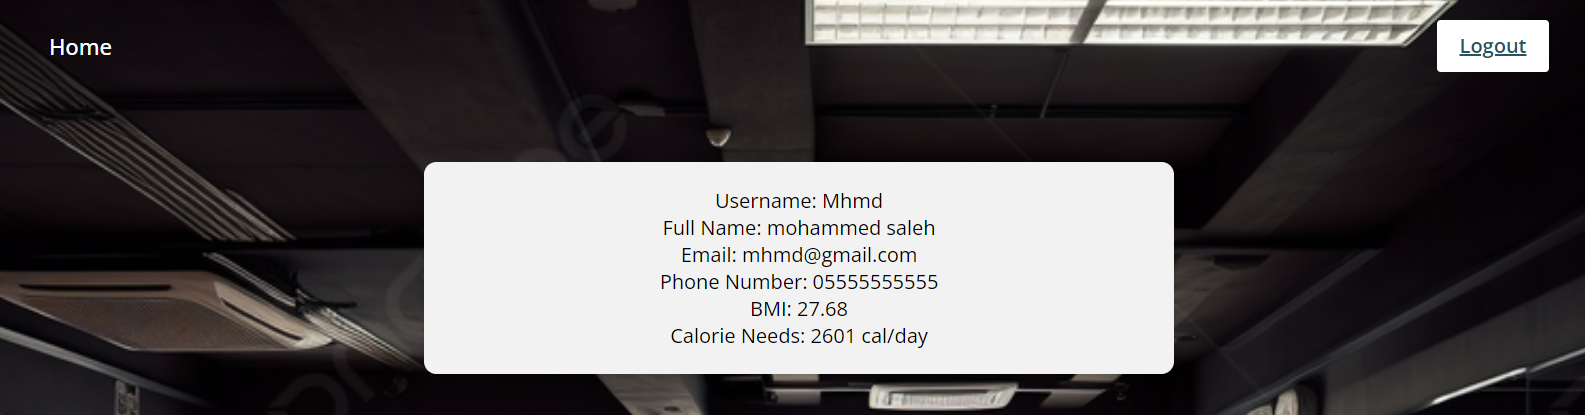 Home
Logout
Username: Mhmd
Full Name: mohammed saleh
Email: mhmd@gmail.com
Phone Number: 05555555555
BMI: 27.68
Calorie Needs: 2601 cal/day